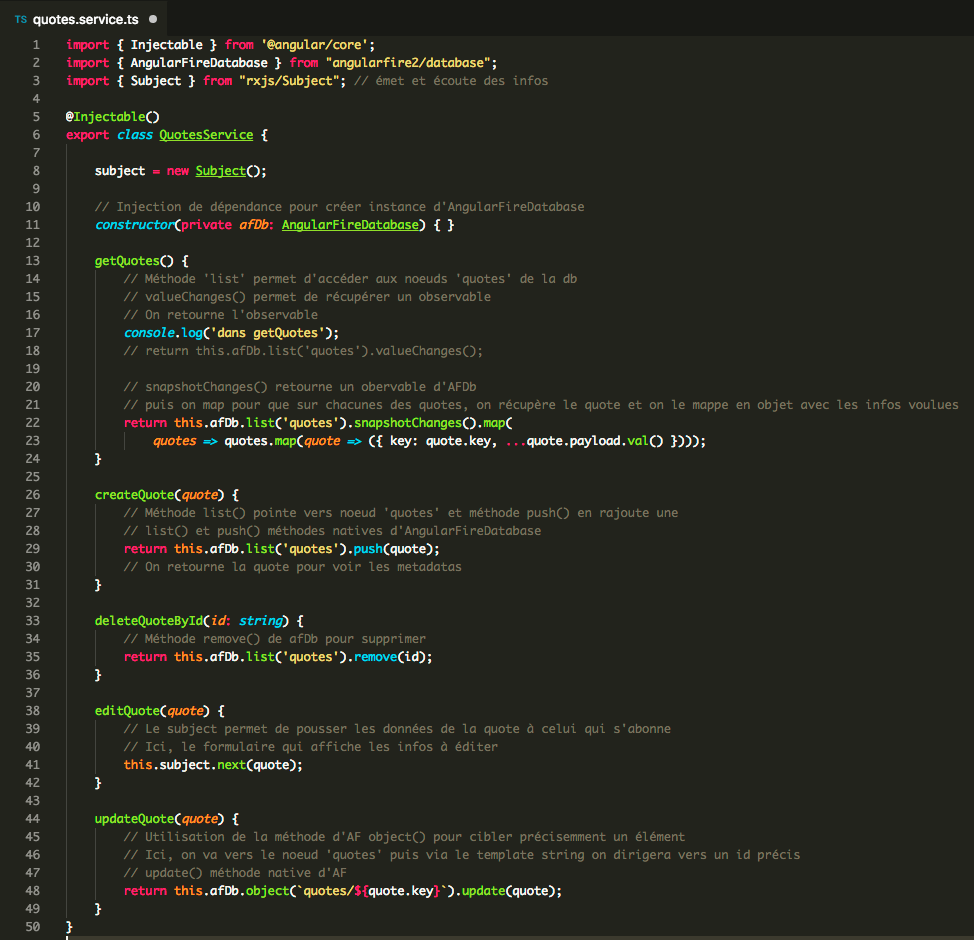 TS quotes.service.ts ●
1 import { Injectable } from '@angular/core';
2 import { AngularFireDatabase } from "angularfire2/database";
3 import { Subject } from "rxjs/Subject"; // émet et écoute des infos
4
5 @Injectable()
6 export class QuotesService {
7
8 subject = new Subject();
9
10 // Injection de dépendance pour créer instance d'AngularFireDatabase
11 constructor(private afDb: AngularFireDatabase) { }
12
13 getQuotes() {
14 // Méthode 'list' permet d'accéder aux noeuds 'quotes' de la db
15 // valueChanges() permet de récupérer un observable
16 // On retourne l'observable
17 console.log('dans getQuotes');
18 // return this.afDb.list('quotes').valueChanges();
19
20 // snapshotChanges() retourne un obervable d'AFDb
21 // puis on map pour que sur chacunes des quotes, on récupère le quote et on le mappe en objet avec les infos voulues
22 return this.afDb.list('quotes').snapshotChanges().map(
23 quotes => quotes.map(quote => ({ key: quote.key, ...quote.payload.val() })));
24 }
25
26 createQuote(quote) {
27 // Méthode list() pointe vers noeud 'quotes' et méthode push() en rajoute une
28 // list() et push() méthodes natives d'AngularFireDatabase
29 return this.afDb.list('quotes').push(quote);
30 // On retourne la quote pour voir les metadatas
31 }
32
33 deleteQuoteById(id: string) {
34 // Méthode remove() de afDb pour supprimer
35 return this.afDb.list('quotes').remove(id);
36 }
37
38 editQuote(quote) {
39 // Le subject permet de pousser les données de la quote à celui qui s'abonne
40 // Ici, le formulaire qui affiche les infos à éditer
41 this.subject.next(quote);
42 }
43
44 updateQuote(quote) {
45 // Utilisation de la méthode d'AF object() pour cibler précisemment un élément
46 // Ici, on va vers le noeud 'quotes' puis via le template string on dirigera vers un id précis
47 // update() méthode native d'AF
48 return this.afDb.object(`quotes/${quote.key}`).update(quote);
49 }
50 }